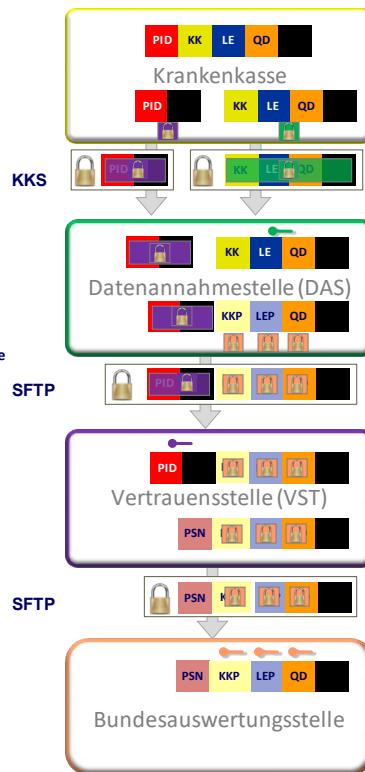 PID KK LE QD
Krankenkasse
PID KK LE QD
KKS
PID KK LE QD
KK LE QD
Datenannahmestelle (DAS)
KKP LEP QD
e
SFTP
PID
PID
Vertrauensstelle (VST)
PSN
SFTP
PSN
PSN KKP LEP QD
Bundesauswertungsstelle